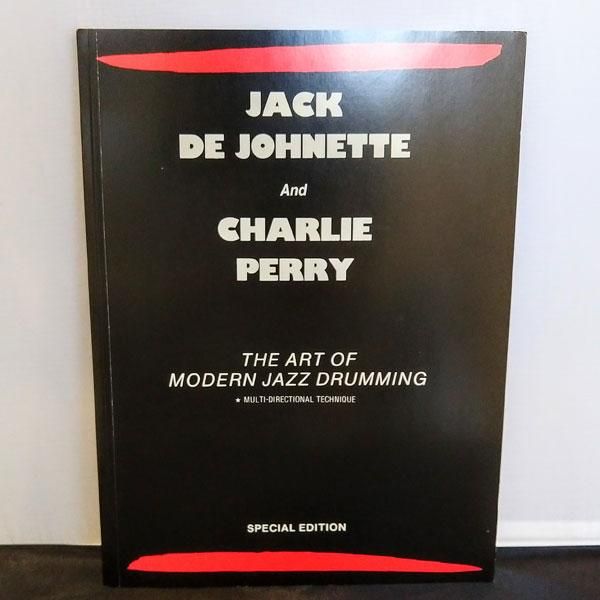 JACK
DE JOHNETTE
And
CHARLIE
PERRY
THE ART OF
MODERN JAZZ DRUMMING
★ MULTI-DIRECTIONAL TECHNIQUE
SPECIAL EDITION